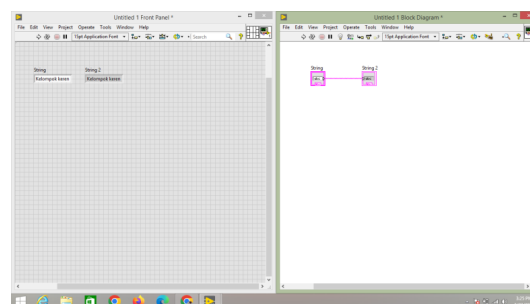 Untitled 1 Front Panel *
File Edit View Project Operate Tools Window Help
15pt Application Font
Search
String
Kelompok keren
String 2
Kelompok keren
Untitled 1 Block Diagram *
File Edit View Project Operate Tools Window Help
15pt Application Font
String
String 2